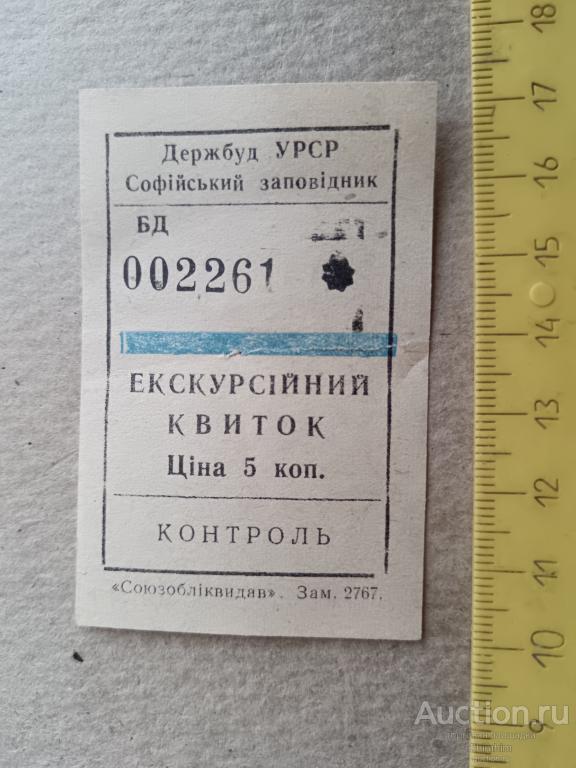 Держбуд УРСР
Софійський заповідник
БД
002261
ЕКСКУРСІЙНИЙ
КВИТОК
Ціна 5 коп.
КОНТРОЛЬ
«Союзобліквидав». Зам. 2767.
18
17
16
15
14
13
12
11
10
9
Auction.ru